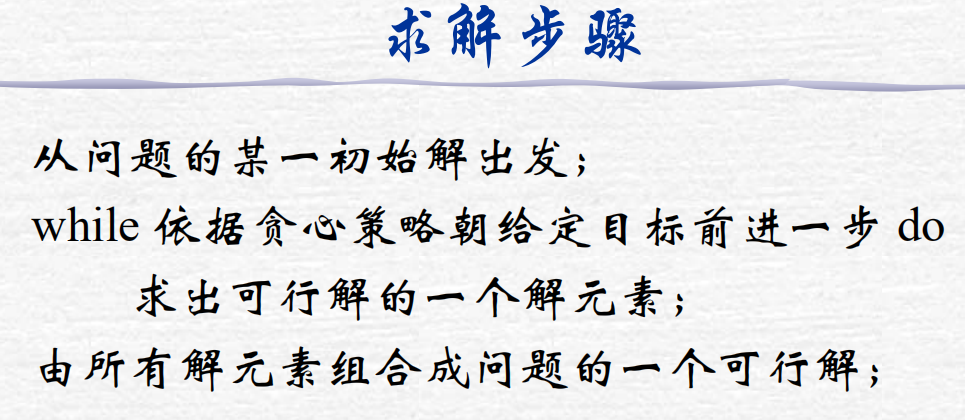 求解步骤
从问题的某一初始解出发；
while 依据贪心策略朝给定目标前进一步 do
求出可行解的一个解元素；
由所有解元素组合成问题的一个可行解；